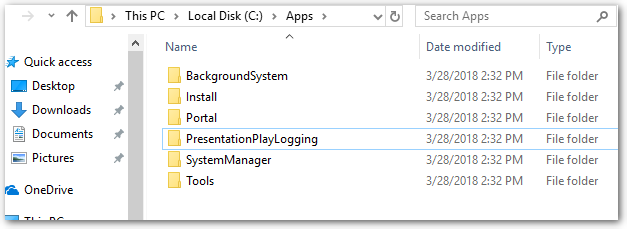 This PC > Local Disk (C:) > Apps >
Search Apps
Name Date modified Type
Quick access
Desktop
Downloads
Documents
Pictures
OneDrive
This PC
BackgroundSystem 3/28/2018 2:32 PM File folder
Install 3/28/2018 2:32 PM File folder
Portal 3/28/2018 2:32 PM File folder
PresentationPlayLogging 3/28/2018 2:32 PM File folder
SystemManager 3/28/2018 2:32 PM File folder
Tools 3/28/2018 2:32 PM File folder